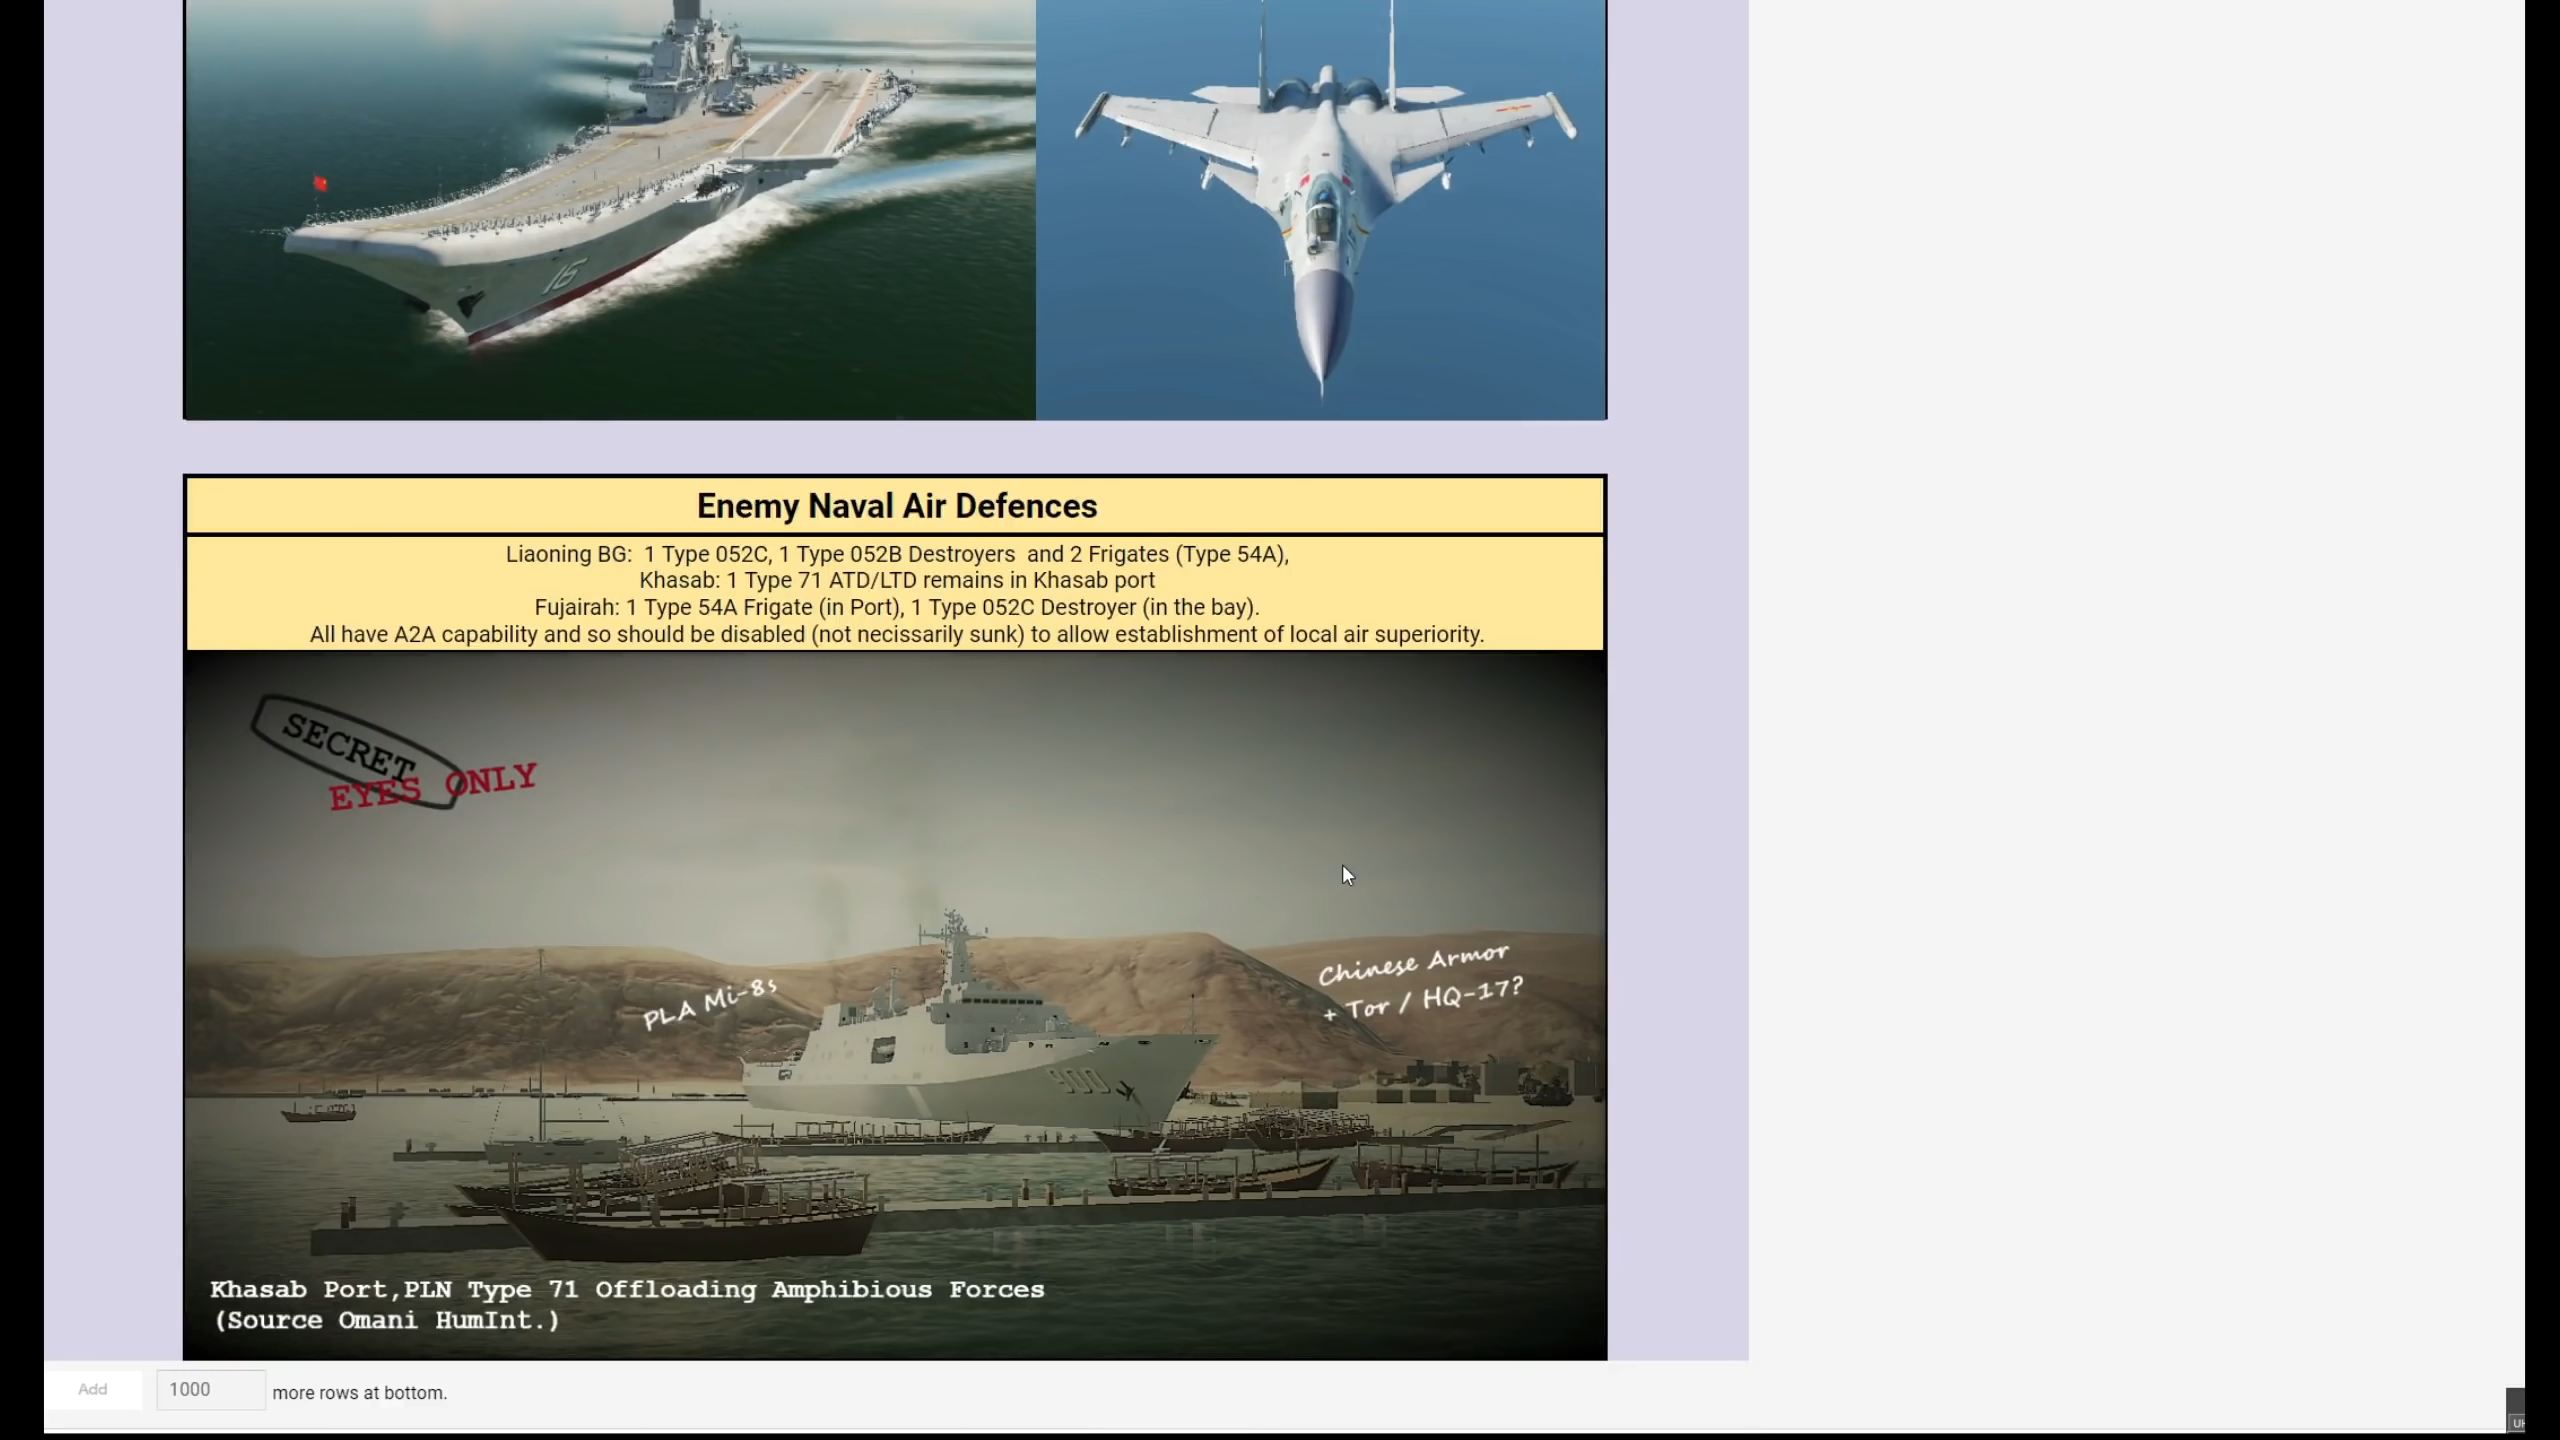 16
Enemy Naval Air Defences
Liaoning BG:  1 Type 052C, 1 Type 052B Destroyers  and 2 Frigates (Type 54A),
Khasab: 1 Type 71 ATD/LTD remains in Khasab port
Fujairah: 1 Type 54A Frigate (in Port), 1 Type 052C Destroyer (in the bay).
All have A2A capability and so should be disabled (not necissarily sunk) to allow establishment of local air superiority.
SECRET
EYES ONLY
PLA Mi-8s
Chinese Armor
+ Tor / HQ-17?
900
Khasab Port,PLN Type 71 Offloading Amphibious Forces
(Source Omani HumInt.)
Add 1000 more rows at bottom.